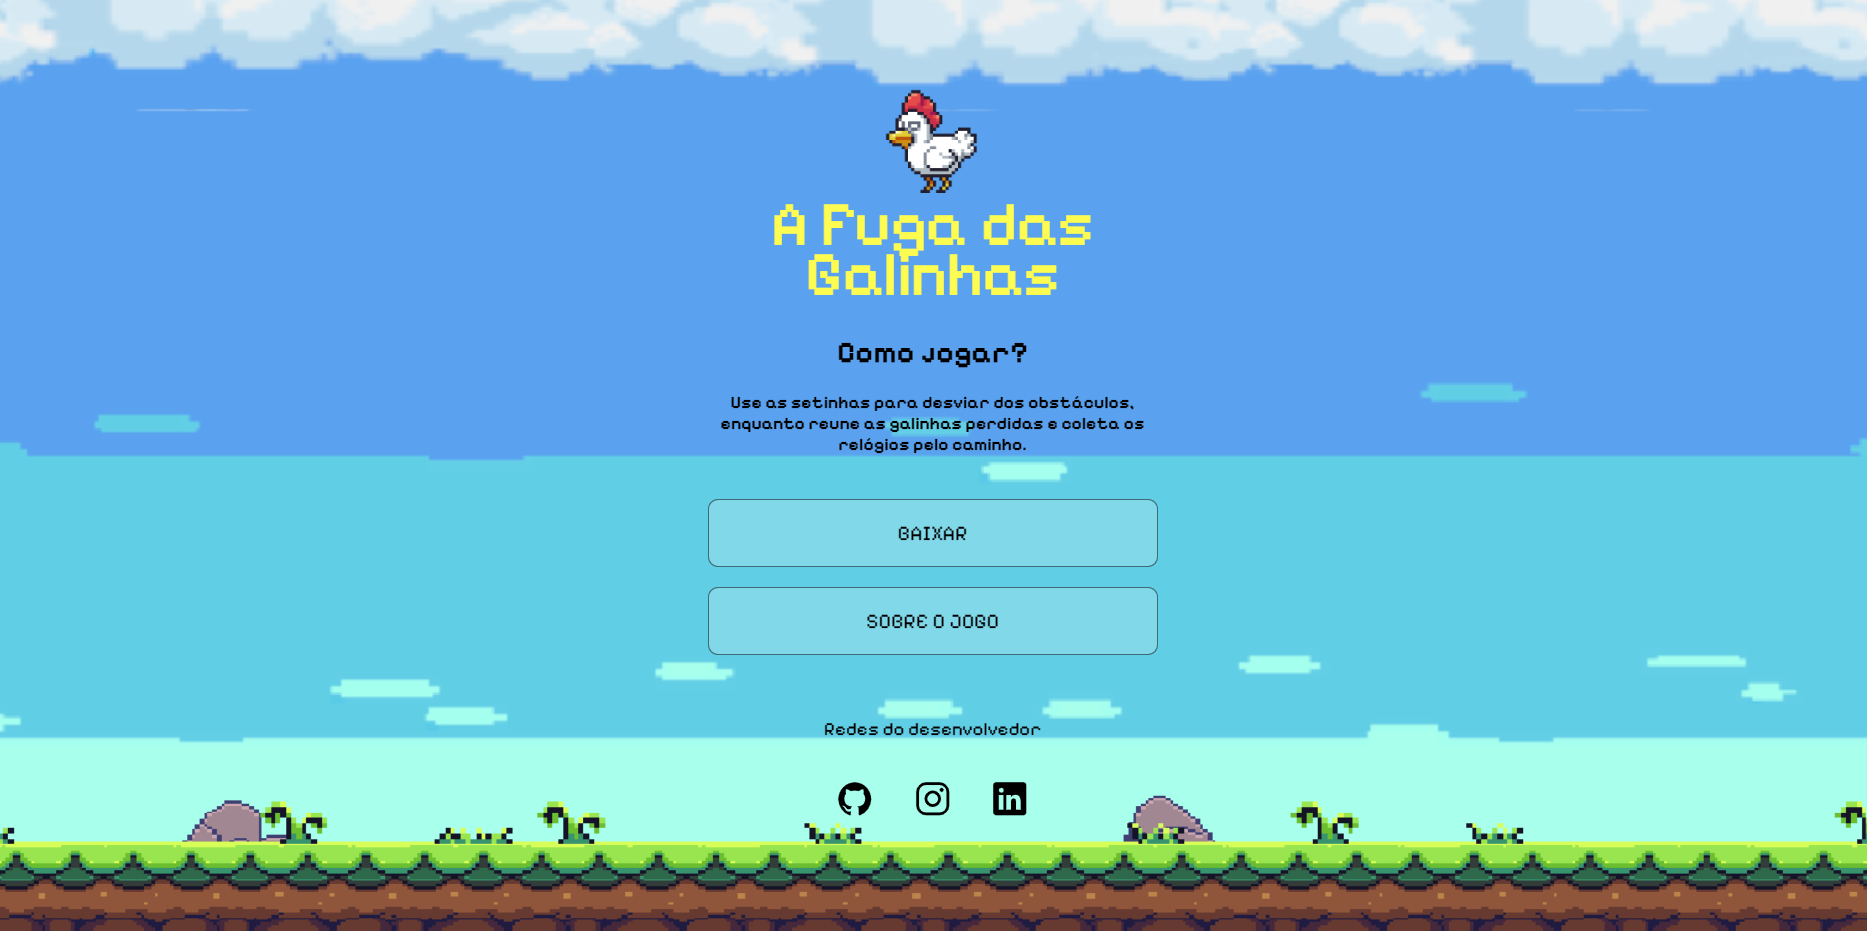 A Fuga das
Galinhas
Como jogar?
Use as setinhas para desviar dos obstáculos,
enquanto reune as galinhas perdidas e coleta os
relógios pelo caminho.
BAIXAR
SOBRE O JOGO
Redes do desenvolvedor
in